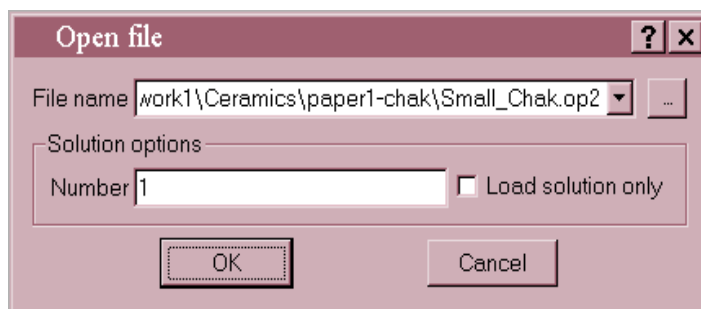 Open file
File name work1\Ceramics\paper1-chak\Small_Chak.op2 ...
Solution options
Number 1 Load solution only
OK Cancel